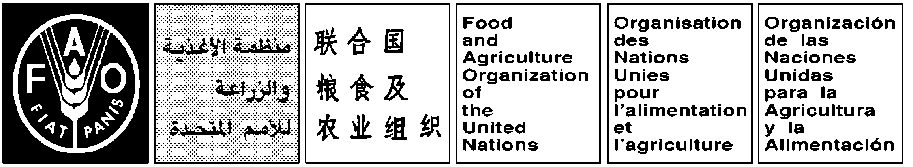 F A O
FIAT PANIS
منظمة الأغذية
والزراعة
للأمم المتحدة
联合国
粮食及
农业组织
Food
and
Agriculture
Organization
of
the
United
Nations
Organisation
des
Nations
Unies
pour
l'alimentation
et
l'agriculture
Organización
de las
Naciones
Unidas
para la
Agricultura
y la
Alimentación